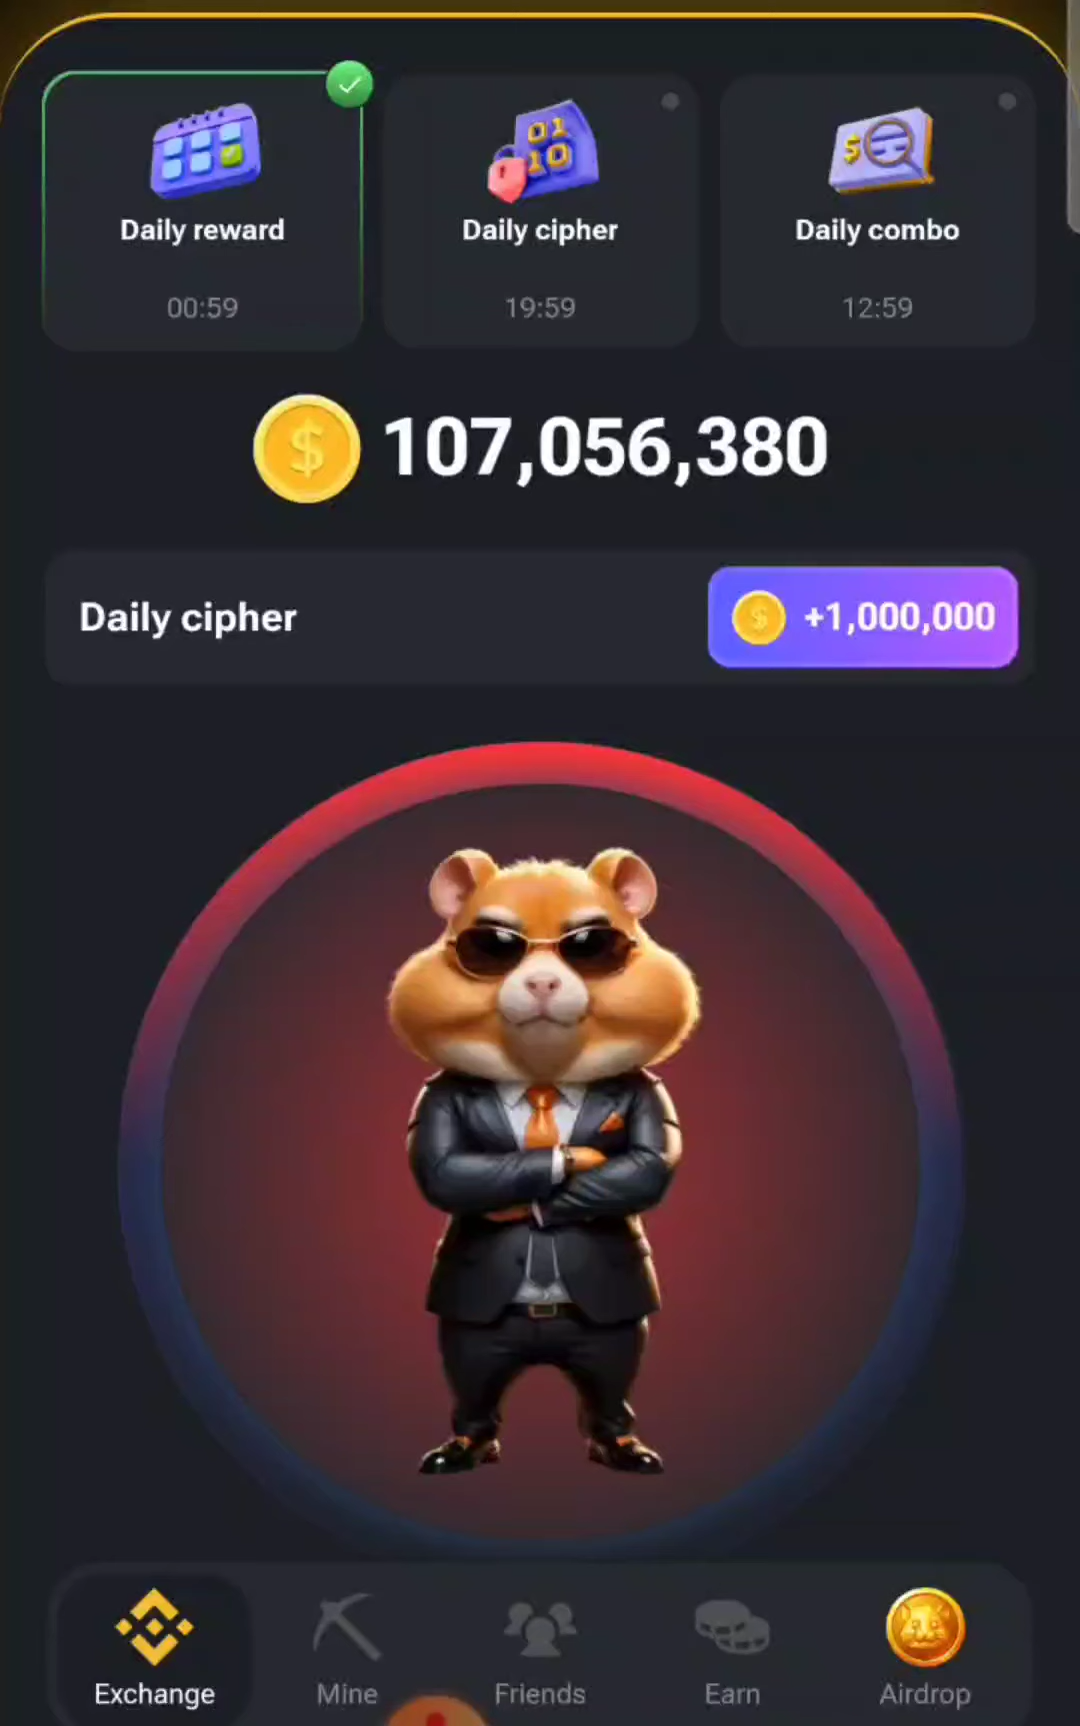 Daily reward
Daily cipher
Daily combo
00:59
19:59
12:59
107,056,380
Daily cipher
+1,000,000
Exchange
Mine
Friends
Earn
Airdrop